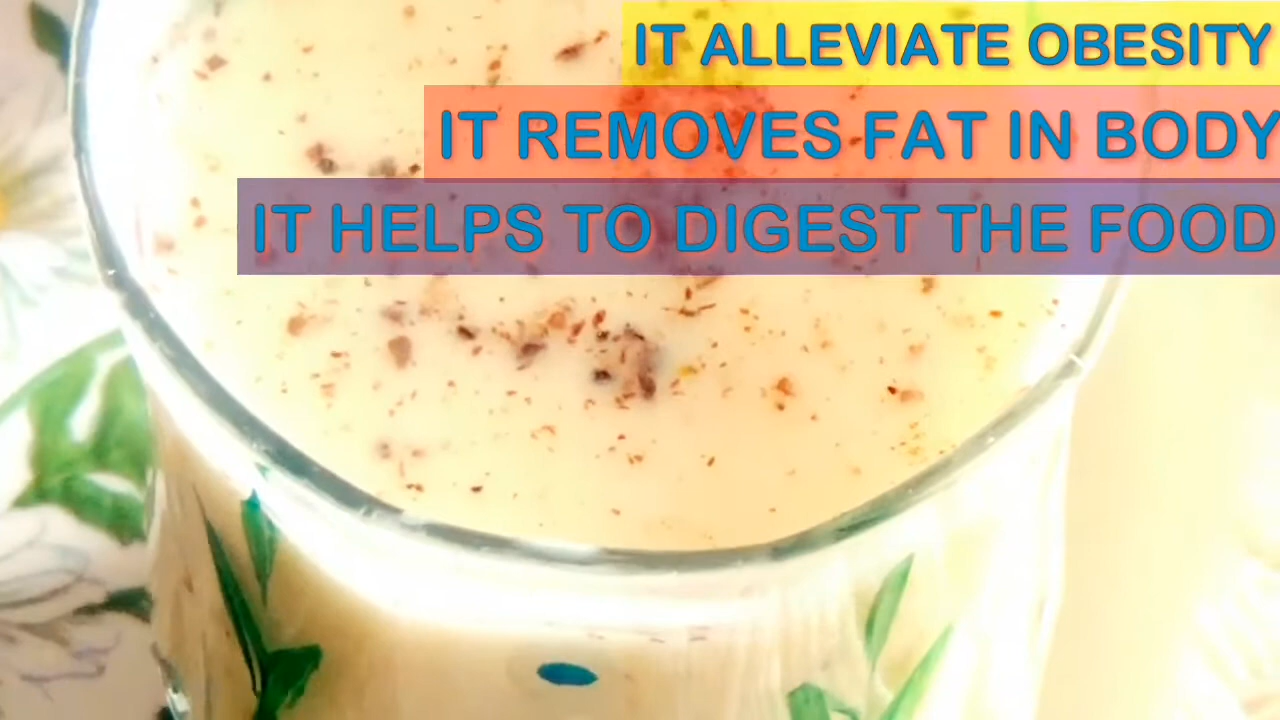 IT ALLEVIATE OBESITY
IT REMOVES FAT IN BODY
IT HELPS TO DIGEST THE FOOD